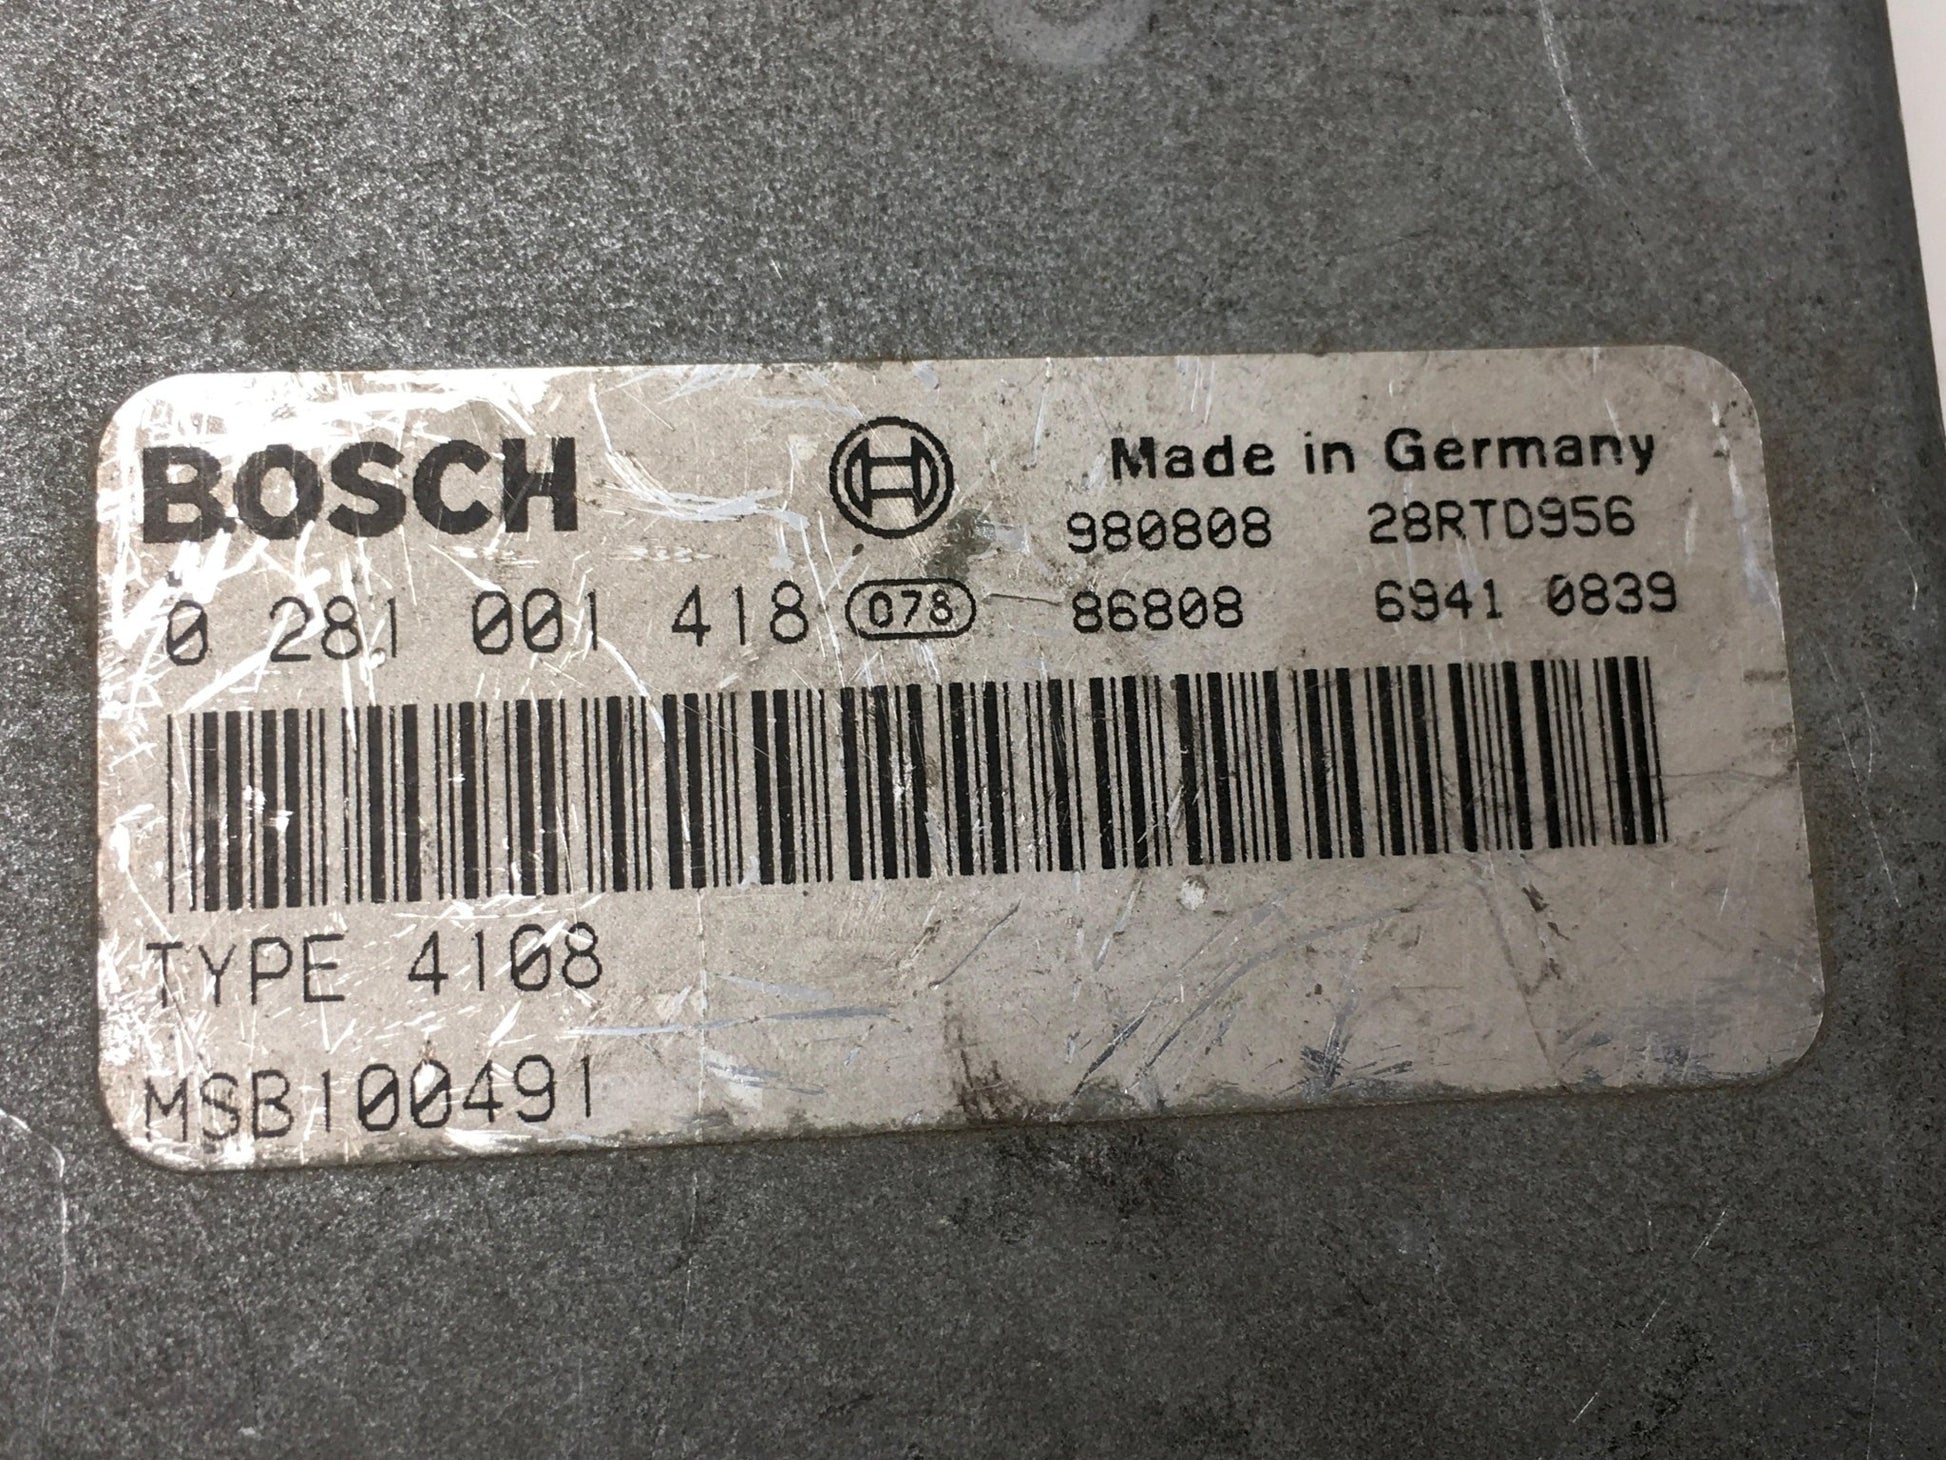 BOSCH
Made in Germany
980808 28RTD956
0 281 001 418 078 86808 6941 0839
TYPE 4108
MSB100491